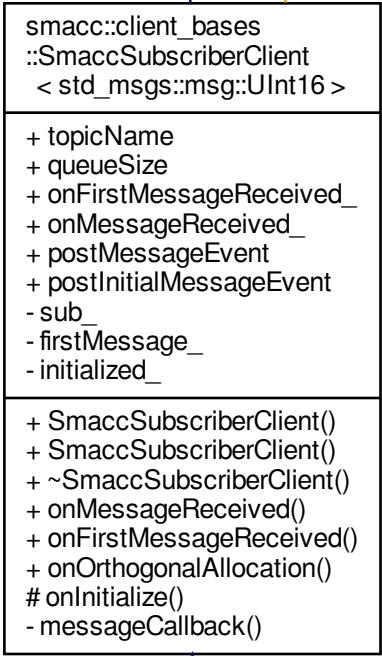 smacc::client_bases
::SmaccSubscriberClient
< std_msgs::msg::UInt16 >
+ topicName
+ queueSize
+ onFirstMessageReceived_
+ onMessageReceived_
+ postMessageEvent
+ postInitialMessageEvent
- sub_
- firstMessage_
- initialized_
+ SmaccSubscriberClient()
+ SmaccSubscriberClient()
+ ~SmaccSubscriberClient()
+ onMessageReceived()
+ onFirstMessageReceived()
+ onOrthogonalAllocation()
# onInitialize()
- messageCallback()